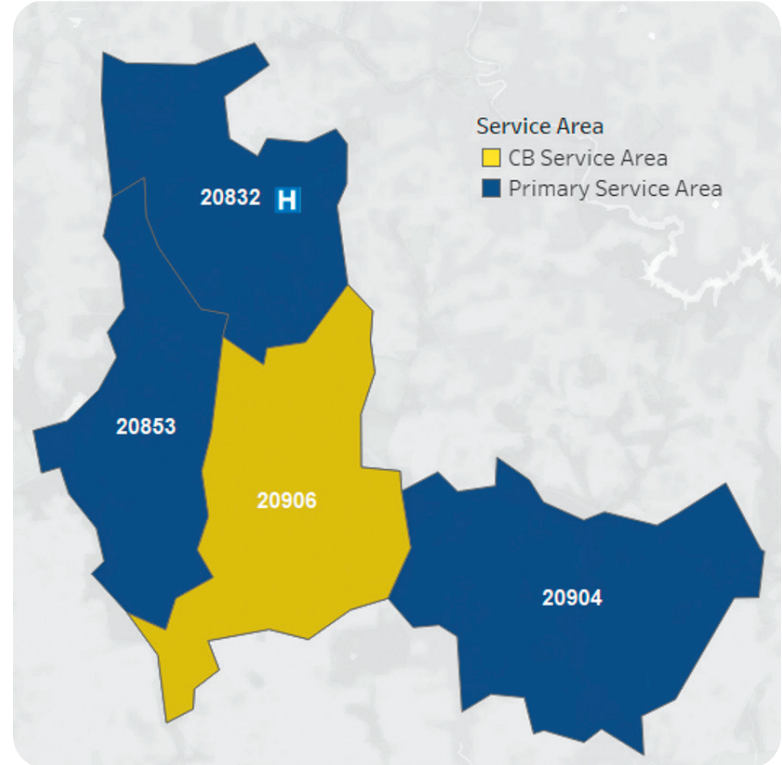 Service Area
CB Service Area
Primary Service Area
20832 H
20853
20906
20904